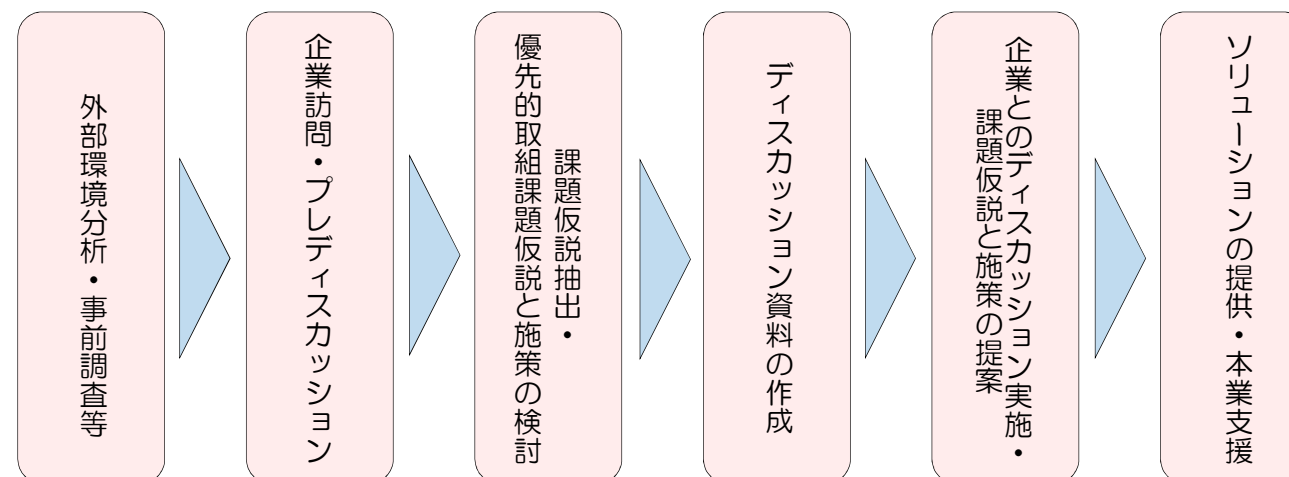 外部環境分析・事前調査等
企業訪問・プレディスカッション
課題仮説抽出・
優先的取組課題仮説と施策の検討
ディスカッション資料の作成
企業とのディスカッション実施・
課題仮説と施策の提案
ソリューションの提供・本業支援